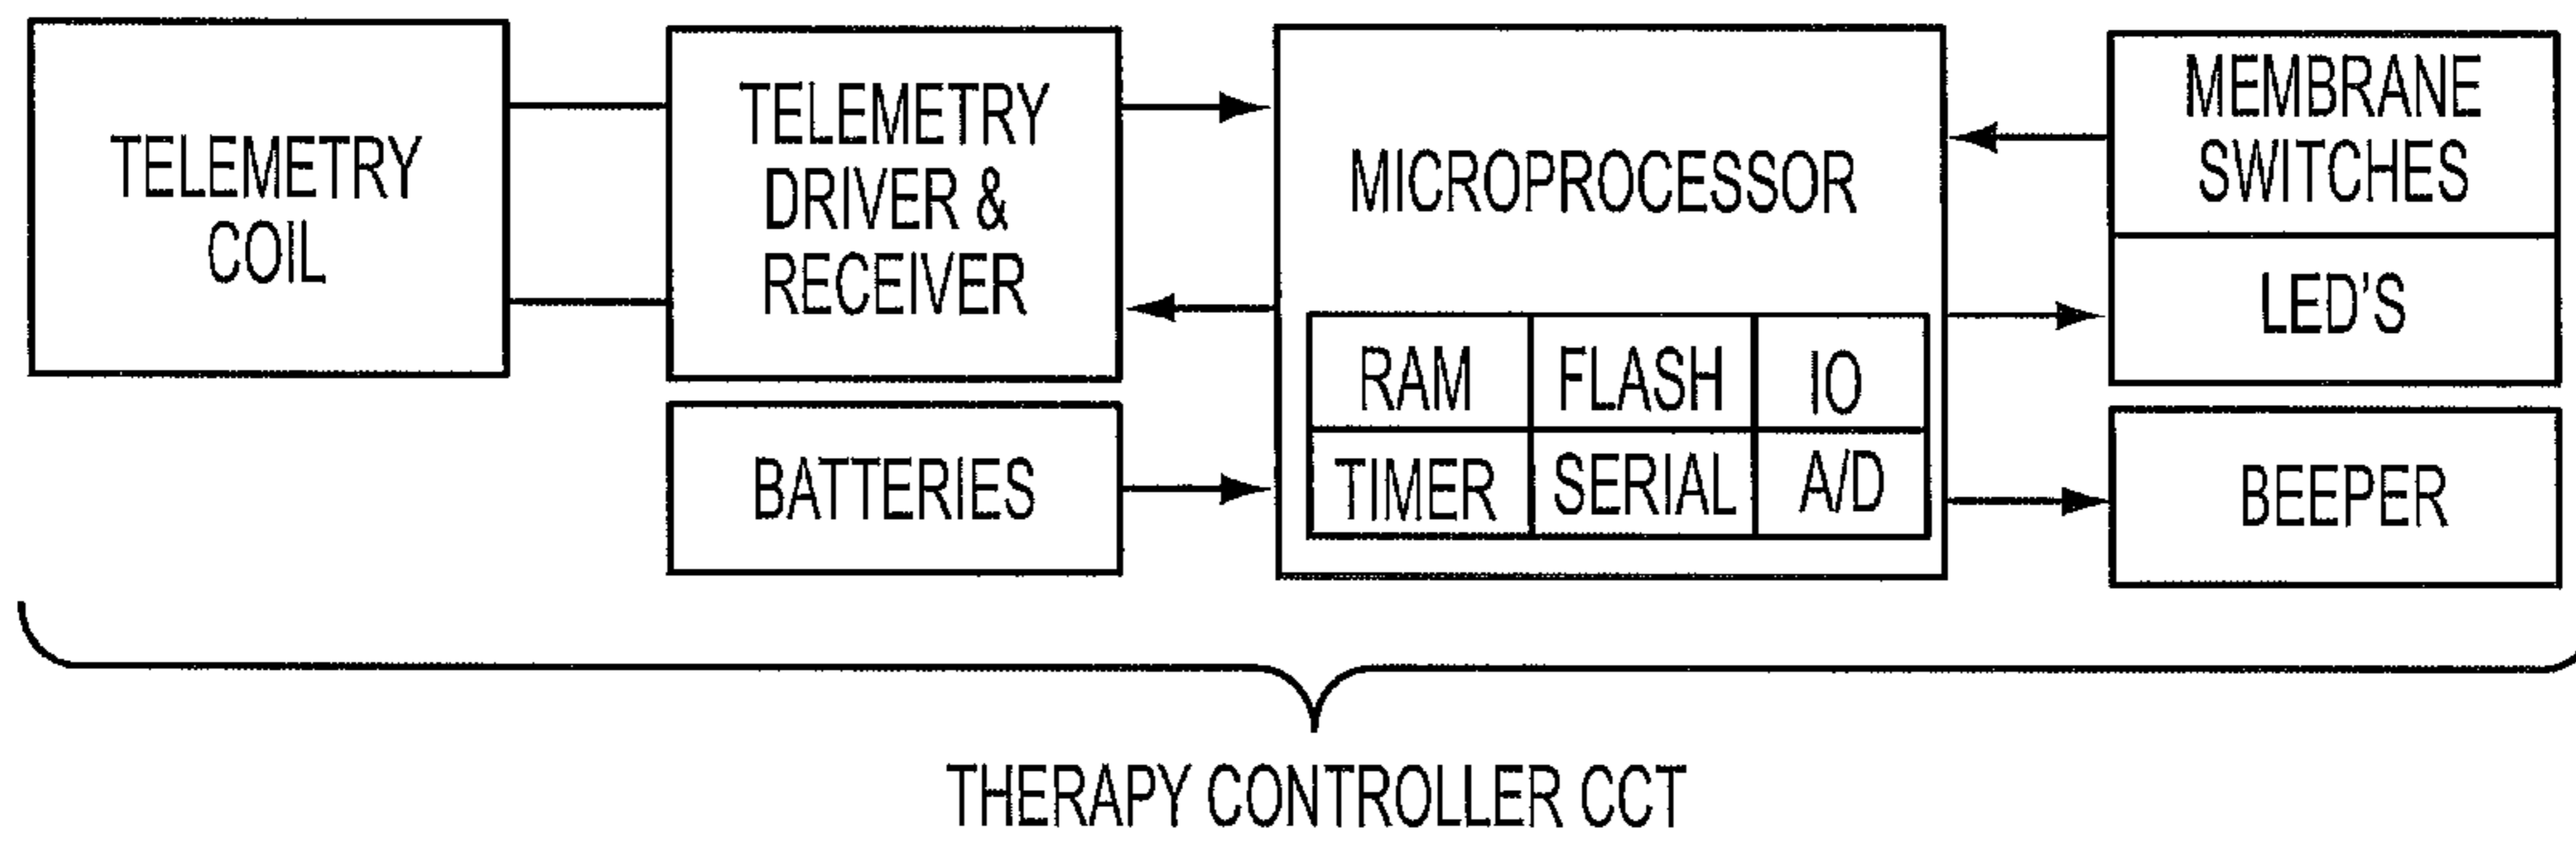 TELEMETRY
COIL
TELEMETRY
DRIVER &
RECEIVER
BATTERIES
MICROPROCESSOR
RAM
FLASH
IO
TIMER
SERIAL
A/D
MEMBRANE
SWITCHES
LED'S
BEEPER
THERAPY CONTROLLER CCT